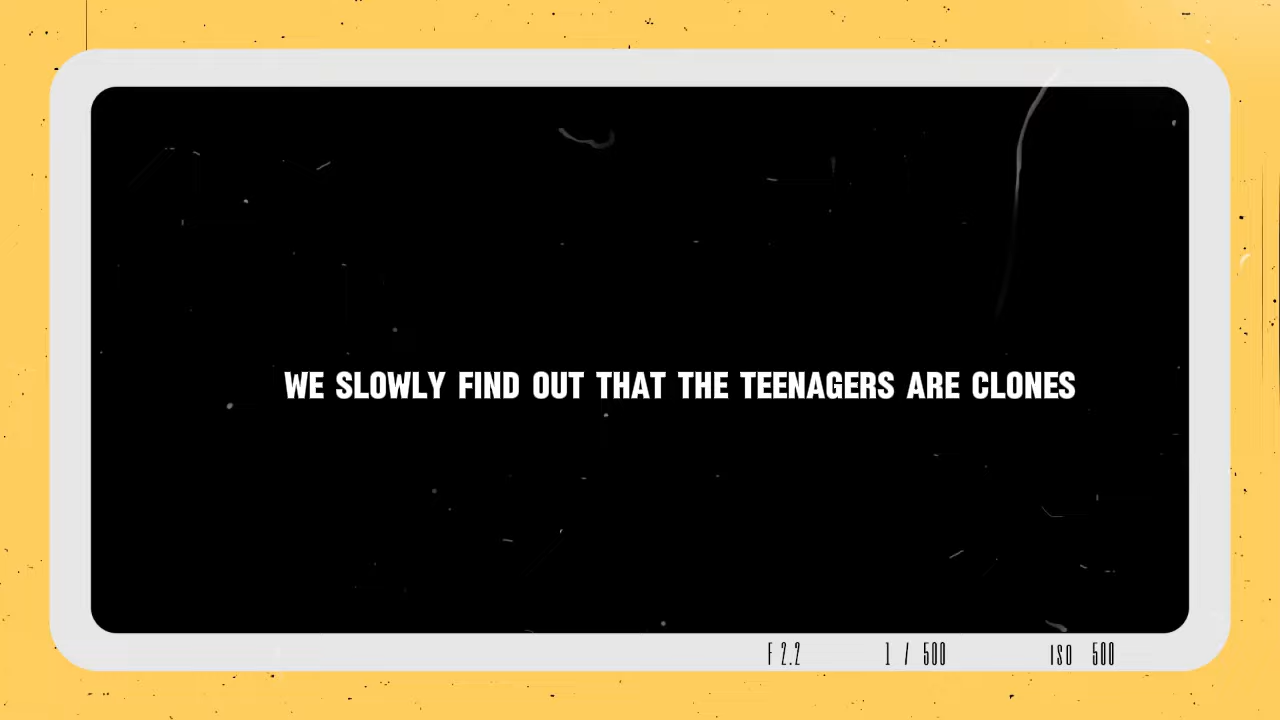 WE SLOWLY FIND OUT THAT THE TEENAGERS ARE CLONES
F 2.2 1 / 500 ISO 500